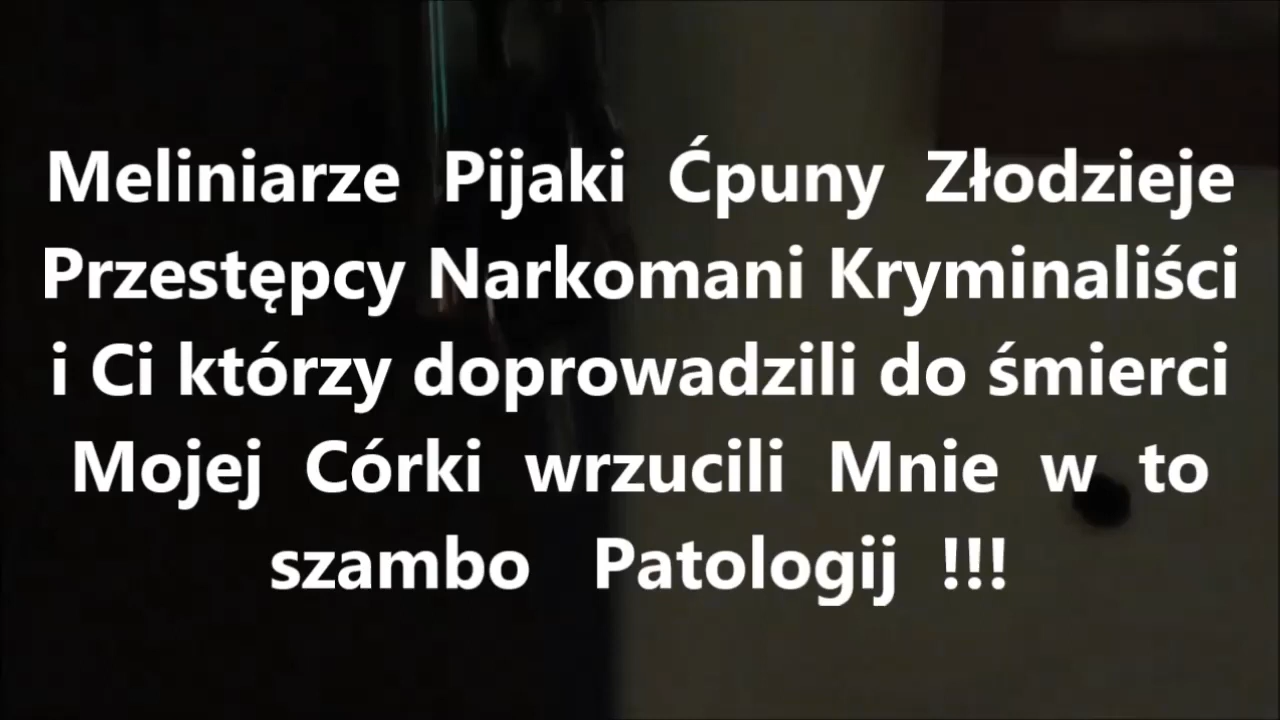 Meliniarze Pijaki Ćpuny Złodzieje
Przestępcy Narkomani Kryminaliści
i Ci którzy doprowadzili do śmierci
Mojej Córki wrzucili Mnie w to
szambo Patologij !!!